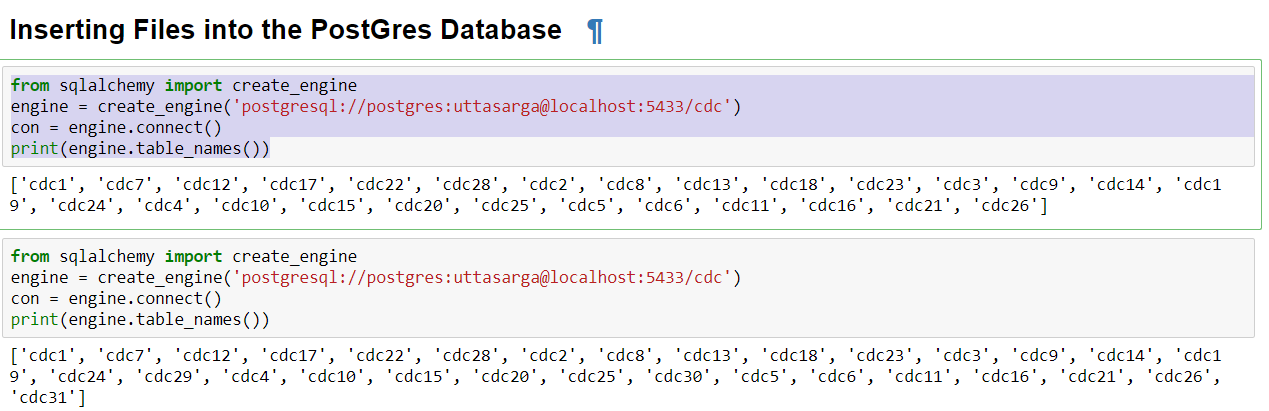 Inserting Files into the PostGres Database ¶
from sqlalchemy import create_engine
engine = create_engine('postgresql://postgres:uttasarga@localhost:5433/cdc')
con = engine.connect()
print(engine.table_names())
['cdc1', 'cdc7', 'cdc12', 'cdc17', 'cdc22', 'cdc28', 'cdc2', 'cdc8', 'cdc13', 'cdc18', 'cdc23', 'cdc3', 'cdc9', 'cdc14', 'cdc1
9', 'cdc24', 'cdc4', 'cdc10', 'cdc15', 'cdc20', 'cdc25', 'cdc5', 'cdc6', 'cdc11', 'cdc16', 'cdc21', 'cdc26']
from sqlalchemy import create_engine
engine = create_engine('postgresql://postgres:uttasarga@localhost:5433/cdc')
con = engine.connect()
print(engine.table_names())
['cdc1', 'cdc7', 'cdc12', 'cdc17', 'cdc22', 'cdc28', 'cdc2', 'cdc8', 'cdc13', 'cdc18', 'cdc23', 'cdc3', 'cdc9', 'cdc14', 'cdc1
9', 'cdc24', 'cdc29', 'cdc4', 'cdc10', 'cdc15', 'cdc20', 'cdc25', 'cdc30', 'cdc5', 'cdc6', 'cdc11', 'cdc16', 'cdc21', 'cdc26',
'cdc31']